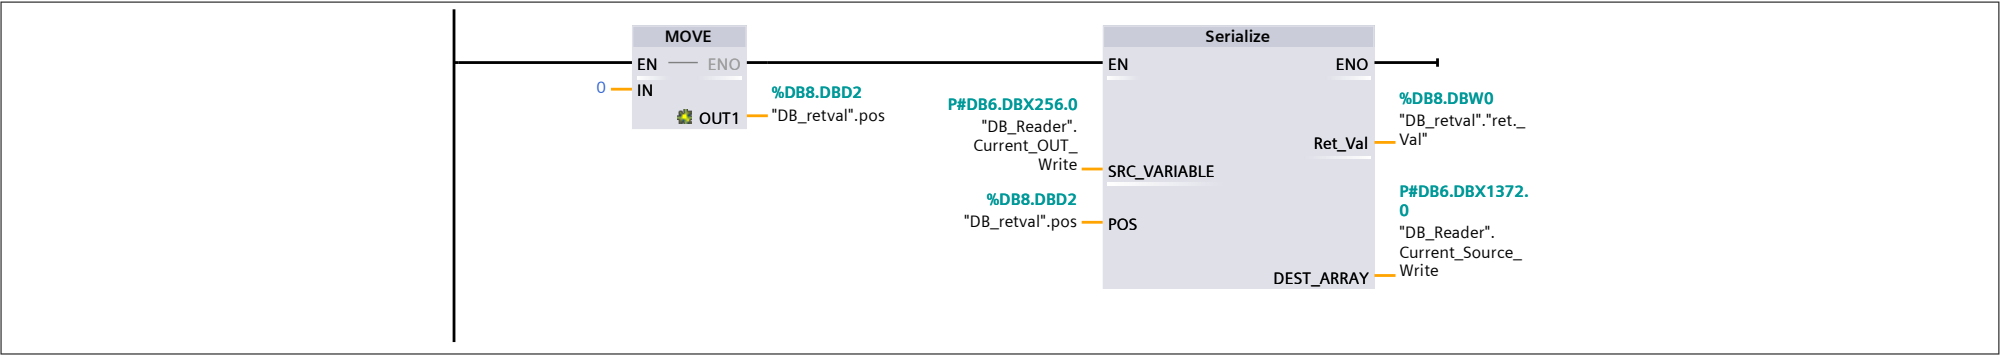 MOVE
EN
ENO
0
IN
OUT1
%DB8.DBD2
"DB_retval".pos
Serialize
EN
ENO
P#DB6.DBX256.0
"DB_Reader".
Current_OUT_
Write
SRC_VARIABLE
%DB8.DBD2
"DB_retval".pos
POS
Ret_Val
%DB8.DBW0
"DB_retval"."ret._
Val"
DEST_ARRAY
P#DB6.DBX1372.
0
"DB_Reader".
Current_Source_
Write